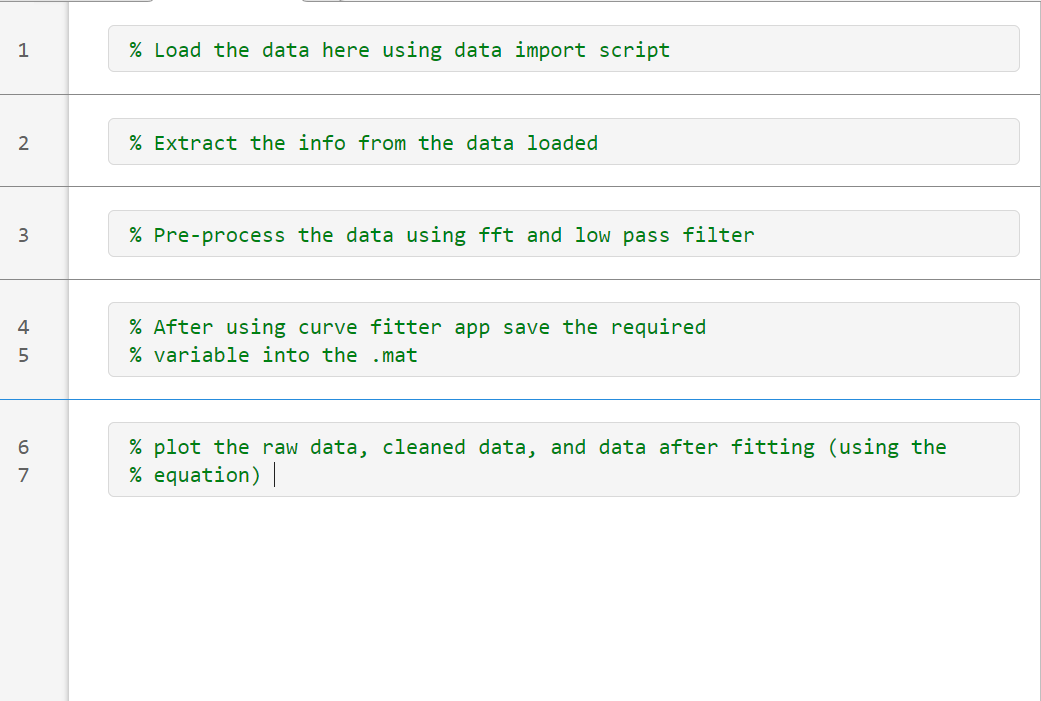 1 % Load the data here using data import script
2 % Extract the info from the data loaded
3 % Pre-process the data using fft and low pass filter
4 % After using curve fitter app save the required
5 % variable into the .mat
6 % plot the raw data, cleaned data, and data after fitting (using the
7 % equation)